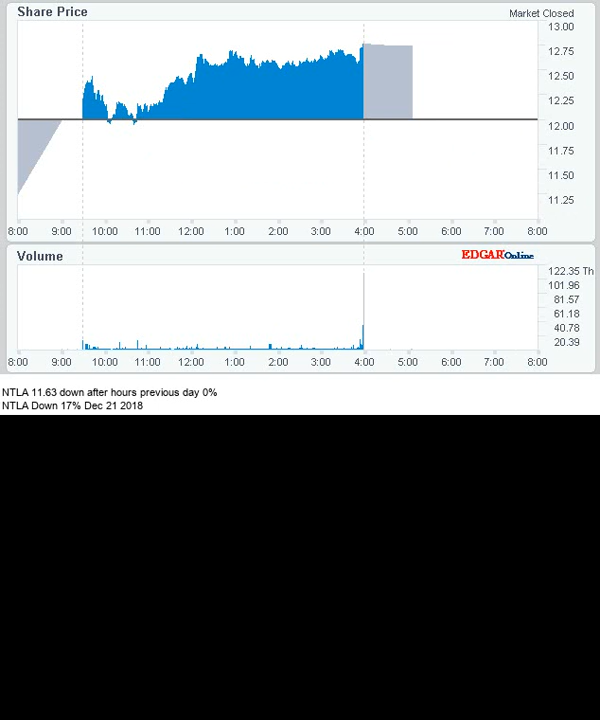 Share Price
Market Closed
13.00
12.75
12.50
12.25
12.00
11.75
11.50
11.25
8:00 9:00 10:00 11:00 12:00 1:00 2:00 3:00 4:00 5:00 6:00 7:00 8:00
Volume
EDGAR Online
122.35 Th
101.96
81.57
61.18
40.78
20.39
8:00 9:00 10:00 11:00 12:00 1:00 2:00 3:00 4:00 5:00 6:00 7:00 8:00
NTLA 11.63 down after hours previous day 0%
NTLA Down 17% Dec 21 2018